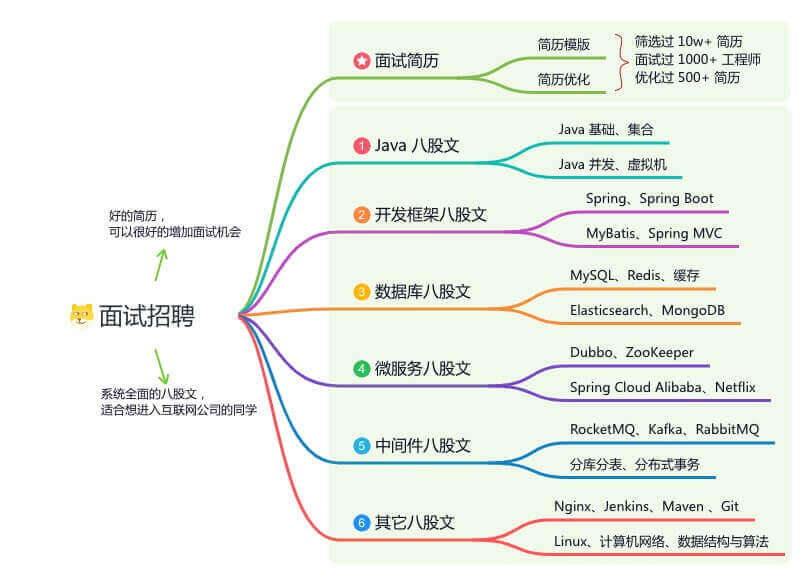 面试招聘
好的简历，
可以很好的增加面试机会
系统全面的八股文，
适合想进入互联网公司的同学
面试简历
简历模版
简历优化
筛选过 10w+ 简历
面试过 1000+ 工程师
优化过 500+ 简历
1 Java 八股文
Java 基础、集合
Java 并发、虚拟机
2 开发框架八股文
Spring、Spring Boot
MyBatis、Spring MVC
3 数据库八股文
MySQL、Redis、缓存
Elasticsearch、MongoDB
4 微服务八股文
Dubbo、ZooKeeper
Spring Cloud Alibaba、Netflix
5 中间件八股文
RocketMQ、Kafka、RabbitMQ
分库分表、分布式事务
6 其它八股文
Nginx、Jenkins、Maven 、Git
Linux、计算机网络、数据结构与算法